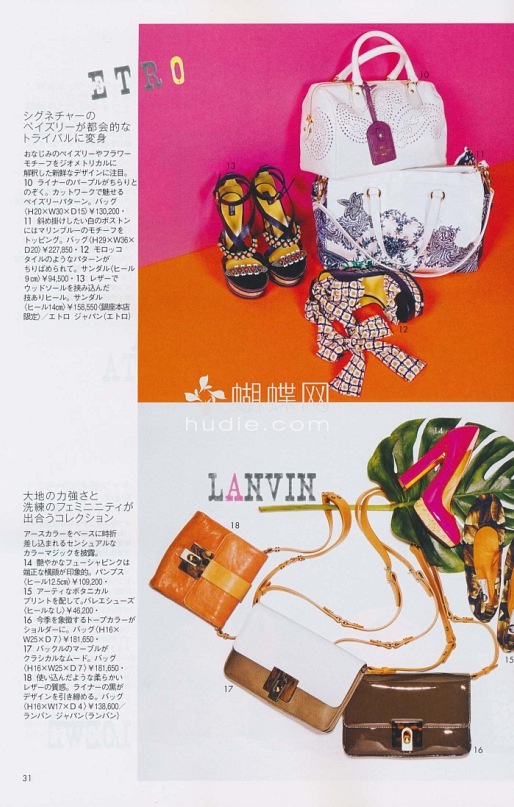 ETRO
シグネチャーの
ペイズリーが都会的な
トライバルに変身
おなじみのペイズリーやフラワー
モチーフをジオメトリカルに
解釈した新鮮なデザインに注目。
10 ライナーのパープルがちらりと
のぞく。カットワークで魅せる
ペイズリーパターン。バッグ
〈H20×W30×D15〉¥130,200・
11 斜め掛けしたい白のボストン
にはマリンブルーのモチーフを
トッピング。バッグ〈H29×W36×
D20〉¥227,850・12 モロッコ
タイルのようなパターンが
ちりばめられて。サンダル〈ヒール
9㎝〉¥94,500・13 レザーで
ウッドソールを挟み込んだ
技ありヒール。サンダル
〈ヒール14㎝〉¥158,550〈銀座本店
限定〉／エトロ ジャパン（エトロ）
10
11
13
12
蝴蝶网
hudie.com
LANVIN
大地の力強さと
洗練のフェミニニティが
出合うコレクション
アースカラーをベースに時折
差し込まれるセンシュアルな
カラーマジックを披露。
14 艶やかなフューシャピンクは
端正な横顔が印象的。パンプス
〈ヒール12.5㎝〉¥109,200・
15 アーティなボタニカル
プリントを配して。バレエシューズ
〈ヒールなし〉¥46,200・
16 今季を象徴するトープカラーが
ショルダーに。バッグ〈H16×
W25×D7〉¥181,650・
17 バックルのマーブルが
クラシカルなムード。バッグ
〈H16×W25×D7〉¥181,650・
18 使い込んだような柔らかい
レザーの質感。ライナーの黒が
デザインを引き締める。バッグ
〈H16×W17×D4〉¥138,600／
ランバン ジャパン（ランバン）
14
18
15
17
16
31